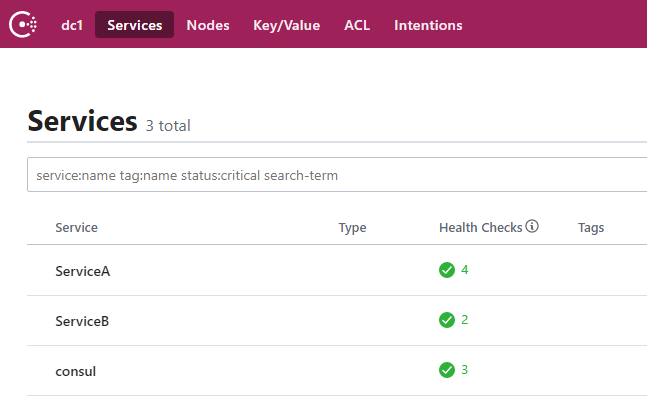 dc1 Services Nodes Key/Value ACL Intentions
Services 3 total
service:name tag:name status:critical search-term
Service Type Health Checks Tags
ServiceA 4
ServiceB 2
consul 3